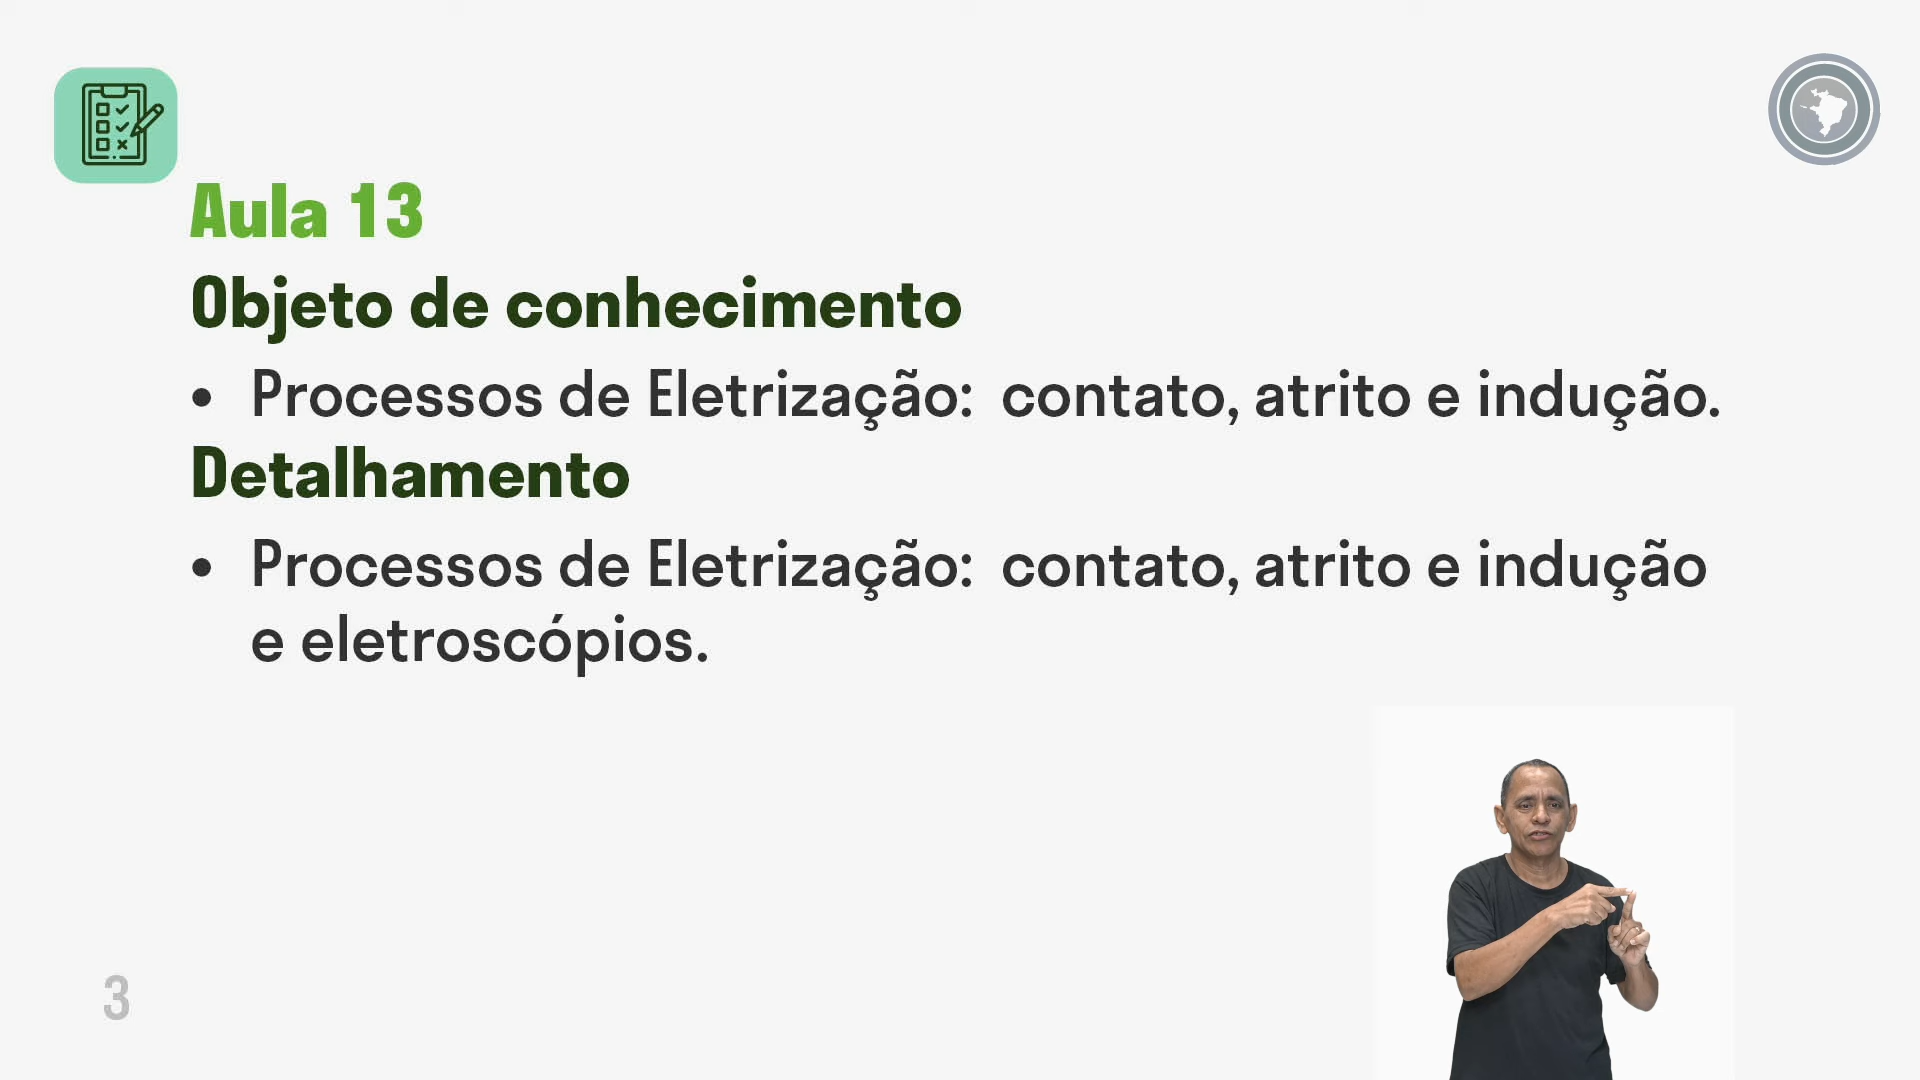 Aula 13
Objeto de conhecimento
• Processos de Eletrização: contato, atrito e indução.
Detalhamento
• Processos de Eletrização: contato, atrito e indução
e eletroscópios.
3